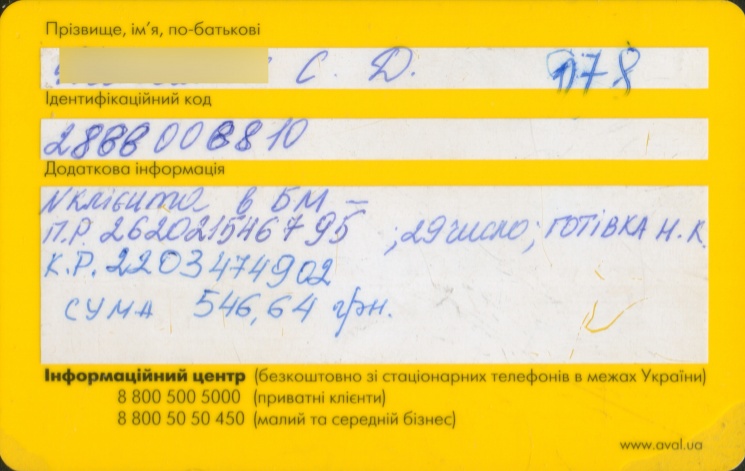 Прізвище, ім'я, по-батькові
С. Д. 178
Ідентифікаційний код
Додаткова інформація
N клієнта в БМ –
П.Р. 26202154679 5 ; 29 число; готівка н.к.
К.Р. 2203474902
сума 546,64 грн.
Інформаційний центр (безкоштовно зі стаціонарних телефонів в межах України)
8 800 500 5000 (приватні клієнти)
8 800 50 50 450 (малий та середній бізнес)
www.aval.ua